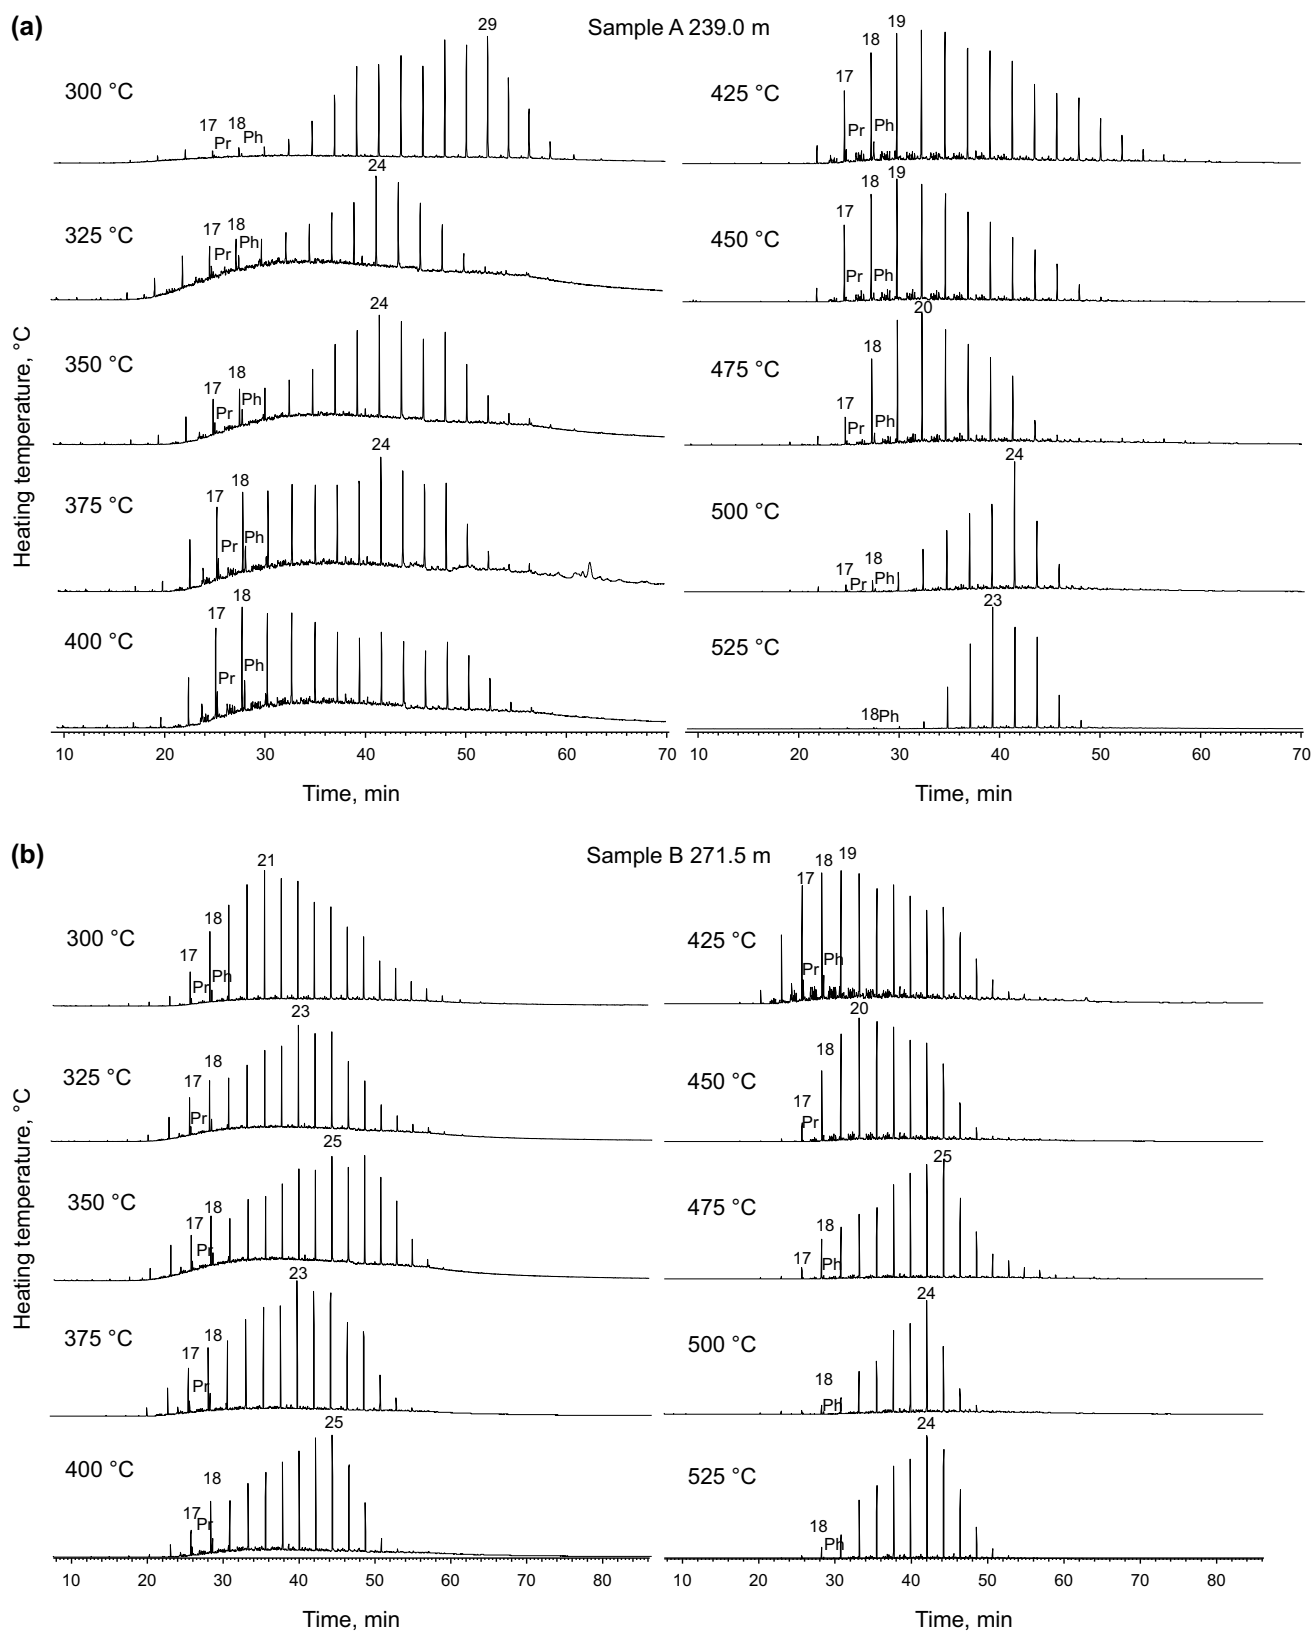 (a)
Sample A 239.0 m
Heating temperature, °C
300 °C
17
Pr
18
Ph
29
325 °C
17
Pr
18
Ph
24
350 °C
17
Pr
18
Ph
24
375 °C
17
Pr
18
Ph
24
400 °C
17
Pr
18
Ph
10 20 30 40 50 60 70
Time, min
425 °C
17
Pr
18
Ph
19
450 °C
17
Pr
18
Ph
19
475 °C
17
Pr
18
Ph
20
500 °C
17
Pr
18
Ph
24
525 °C
18Ph
23
10 20 30 40 50 60 70
Time, min
(b)
Sample B 271.5 m
Heating temperature, °C
300 °C
17
Pr
18
Ph
21
325 °C
17
Pr
18
23
350 °C
17
Pr
18
25
375 °C
17
Pr
18
23
400 °C
17
Pr
18
25
10 20 30 40 50 60 70 80
Time, min
425 °C
17
Pr
18
Ph
19
450 °C
17
Pr
18
20
475 °C
17
18
Ph
25
500 °C
18
Ph
24
525 °C
18
Ph
24
10 20 30 40 50 60 70 80
Time, min